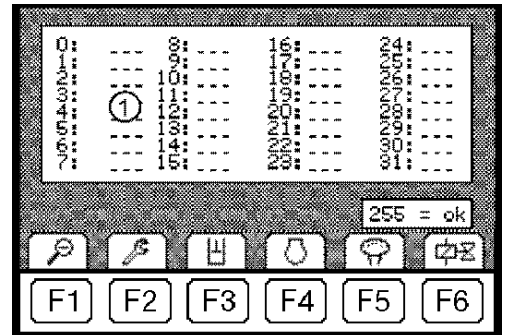 0: _ _ _ 8: _ _ _ 16: _ _ _ 24: _ _ _
1: _ _ _ 9: _ _ _ 17: _ _ _ 25: _ _ _
2: _ _ _ 10: _ _ _ 18: _ _ _ 26: _ _ _
3: _ _ _ 11: _ _ _ 19: _ _ _ 27: _ _ _
4: 1 _ 12: _ _ _ 20: _ _ _ 28: _ _ _
5: _ _ _ 13: _ _ _ 21: _ _ _ 29: _ _ _
6: _ _ _ 14: _ _ _ 22: _ _ _ 30: _ _ _
7: _ _ _ 15: _ _ _ 23: _ _ _ 31: _ _ _
255 = ok
F1 F2 F3 F4 F5 F6